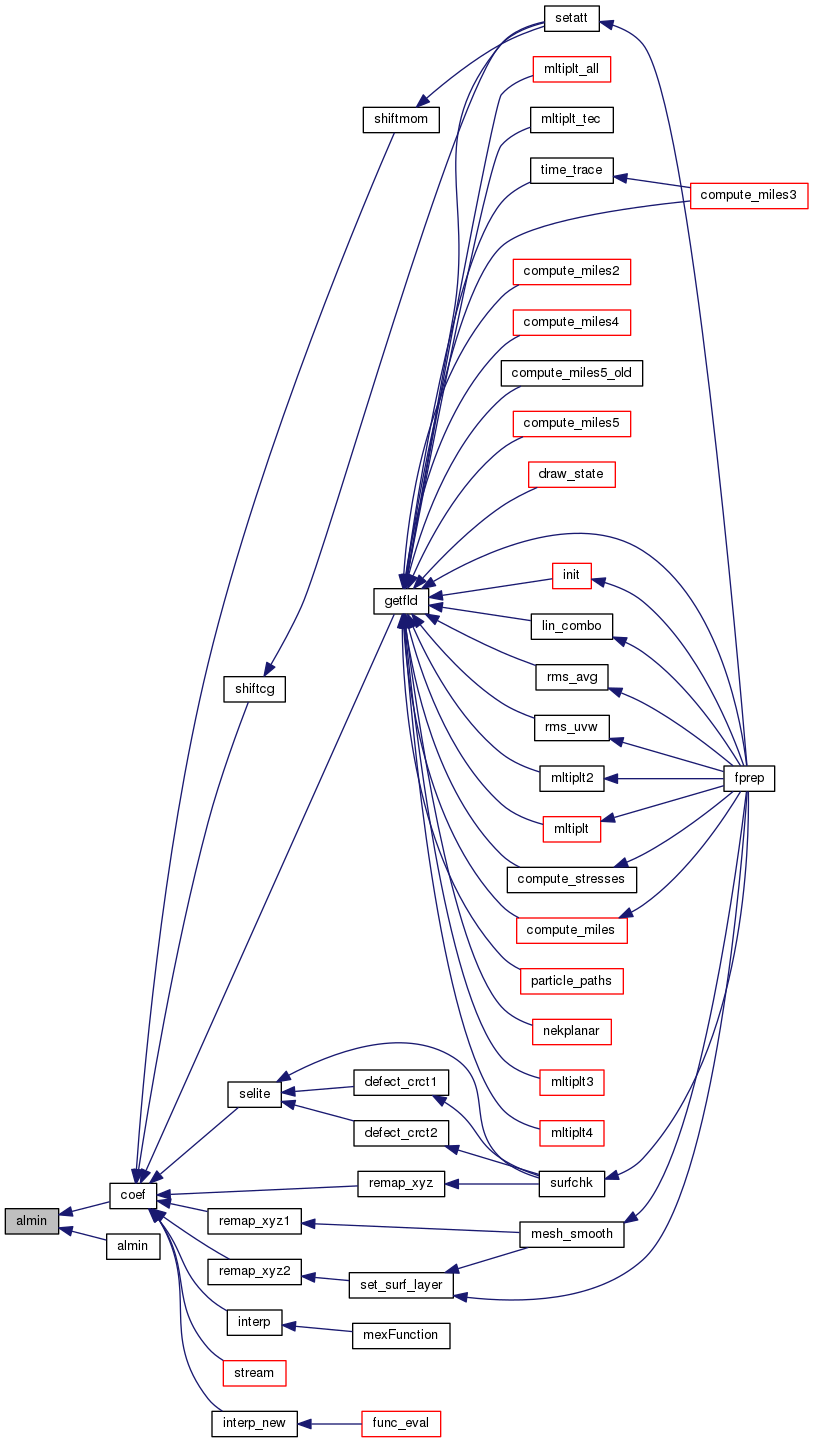 setatt
mltiplt_all
shiftmom
mltiplt_tec
time_trace
compute_miles3
compute_miles2
compute_miles4
compute_miles5_old
compute_miles5
draw_state
init
getfld
lin_combo
rms_avg
shiftcg
rms_uvw
mltiplt2
fprep
mltiplt
compute_stresses
compute_miles
particle_paths
nekplanar
defect_crct1
mltiplt3
selite
defect_crct2
mltiplt4
remap_xyz
surfchk
coef
almin
remap_xyz1
mesh_smooth
almin
remap_xyz2
set_surf_layer
interp
mexFunction
stream
interp_new
func_eval